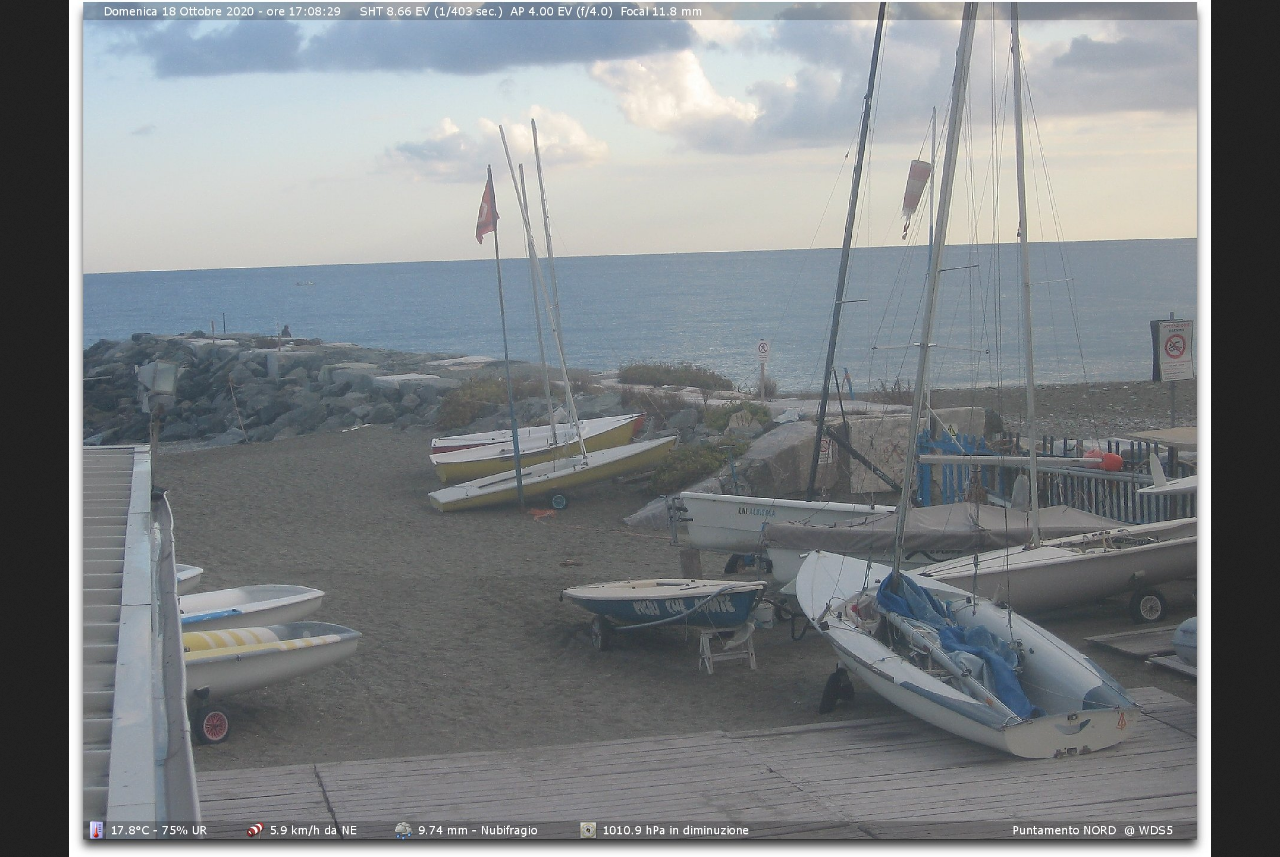 Domenica 18 Ottobre 2020 - ore 17:08:29 SHT 8.66 EV (1/403 sec.) AP 4.00 EV (f/4.0) Focal 11.8 mm
17.8°C - 75% UR 5.9 km/h da NE 9.74 mm - Nubifragio 1010.9 hPa in diminuzione Puntamento NORD @ WDS5